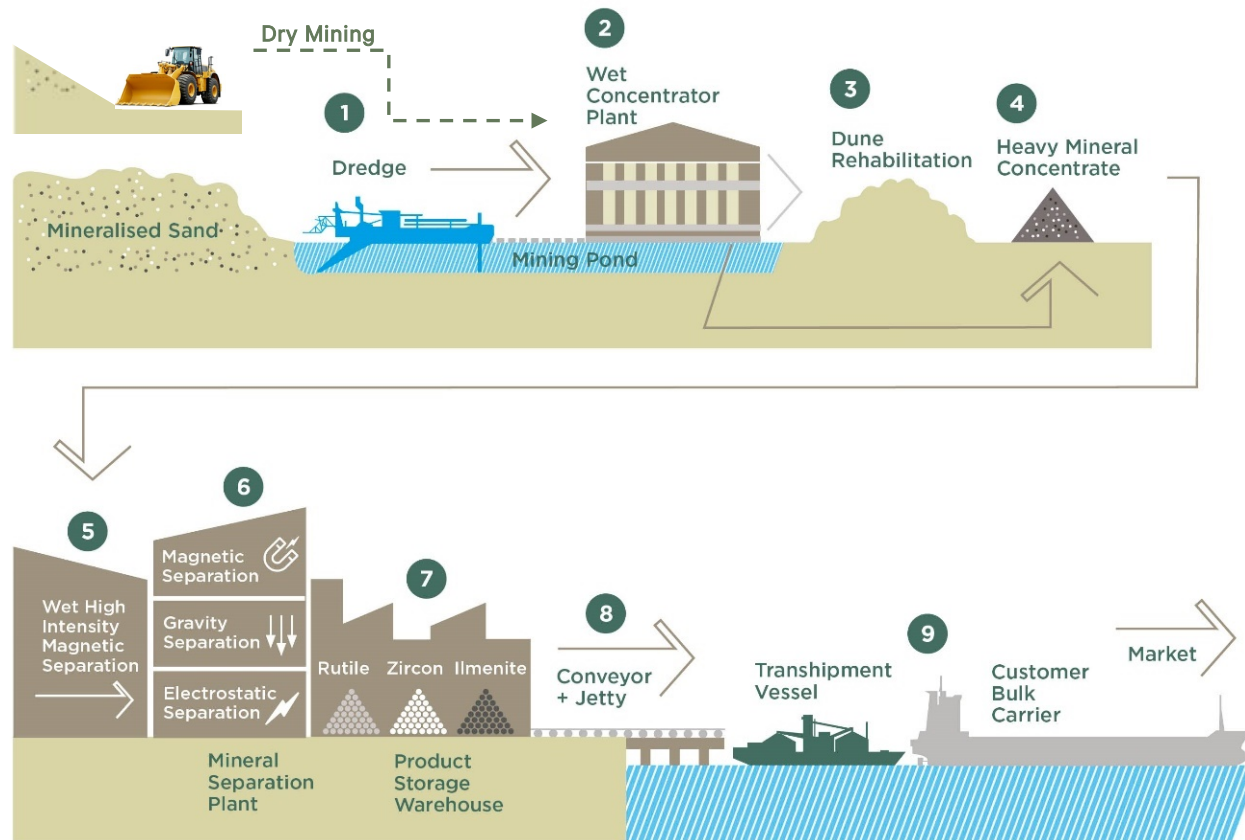 Dry Mining
1
Dredge
2
Wet
Concentrator
Plant
3
Dune
Rehabilitation
4
Heavy Mineral
Concentrate
Mineralised Sand
Mining Pond
5
Wet High
Intensity
Magnetic
Separation
6
Magnetic
Separation
Gravity
Separation
Electrostatic
Separation
Mineral
Separation
Plant
7
Rutile
Zircon
Ilmenite
Product
Storage
Warehouse
8
Conveyor
+ Jetty
Transhipment
Vessel
9
Customer
Bulk
Carrier
Market